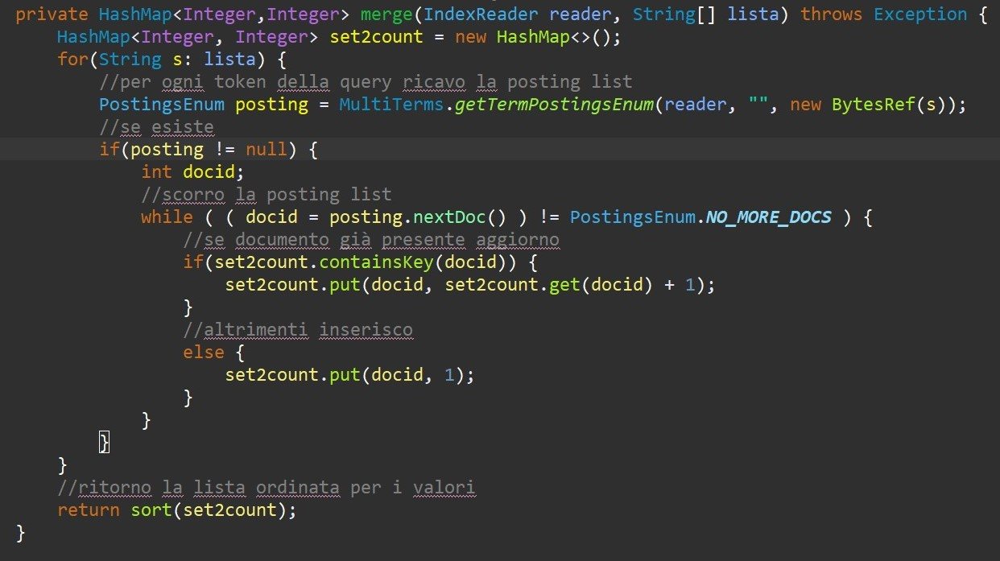 private HashMap<Integer,Integer> merge(IndexReader reader, String[] lista) throws Exception {
    HashMap<Integer, Integer> set2count = new HashMap<>();
    for(String s: lista) {
        //per ogni token della query ricavo la posting list
        PostingsEnum posting = MultiTerms.getTermPostingsEnum(reader, "", new BytesRef(s));
        //se esiste
        if(posting != null) {
            int docid;
            //scorro la posting list
            while ( ( docid = posting.nextDoc() ) != PostingsEnum.NO_MORE_DOCS ) {
                //se documento già presente aggiorno
                if(set2count.containsKey(docid)) {
                    set2count.put(docid, set2count.get(docid) + 1);
                }
                //altrimenti inserisco
                else {
                    set2count.put(docid, 1);
                }
            }
        }
    }
    //ritorno la lista ordinata per i valori
    return sort(set2count);
}